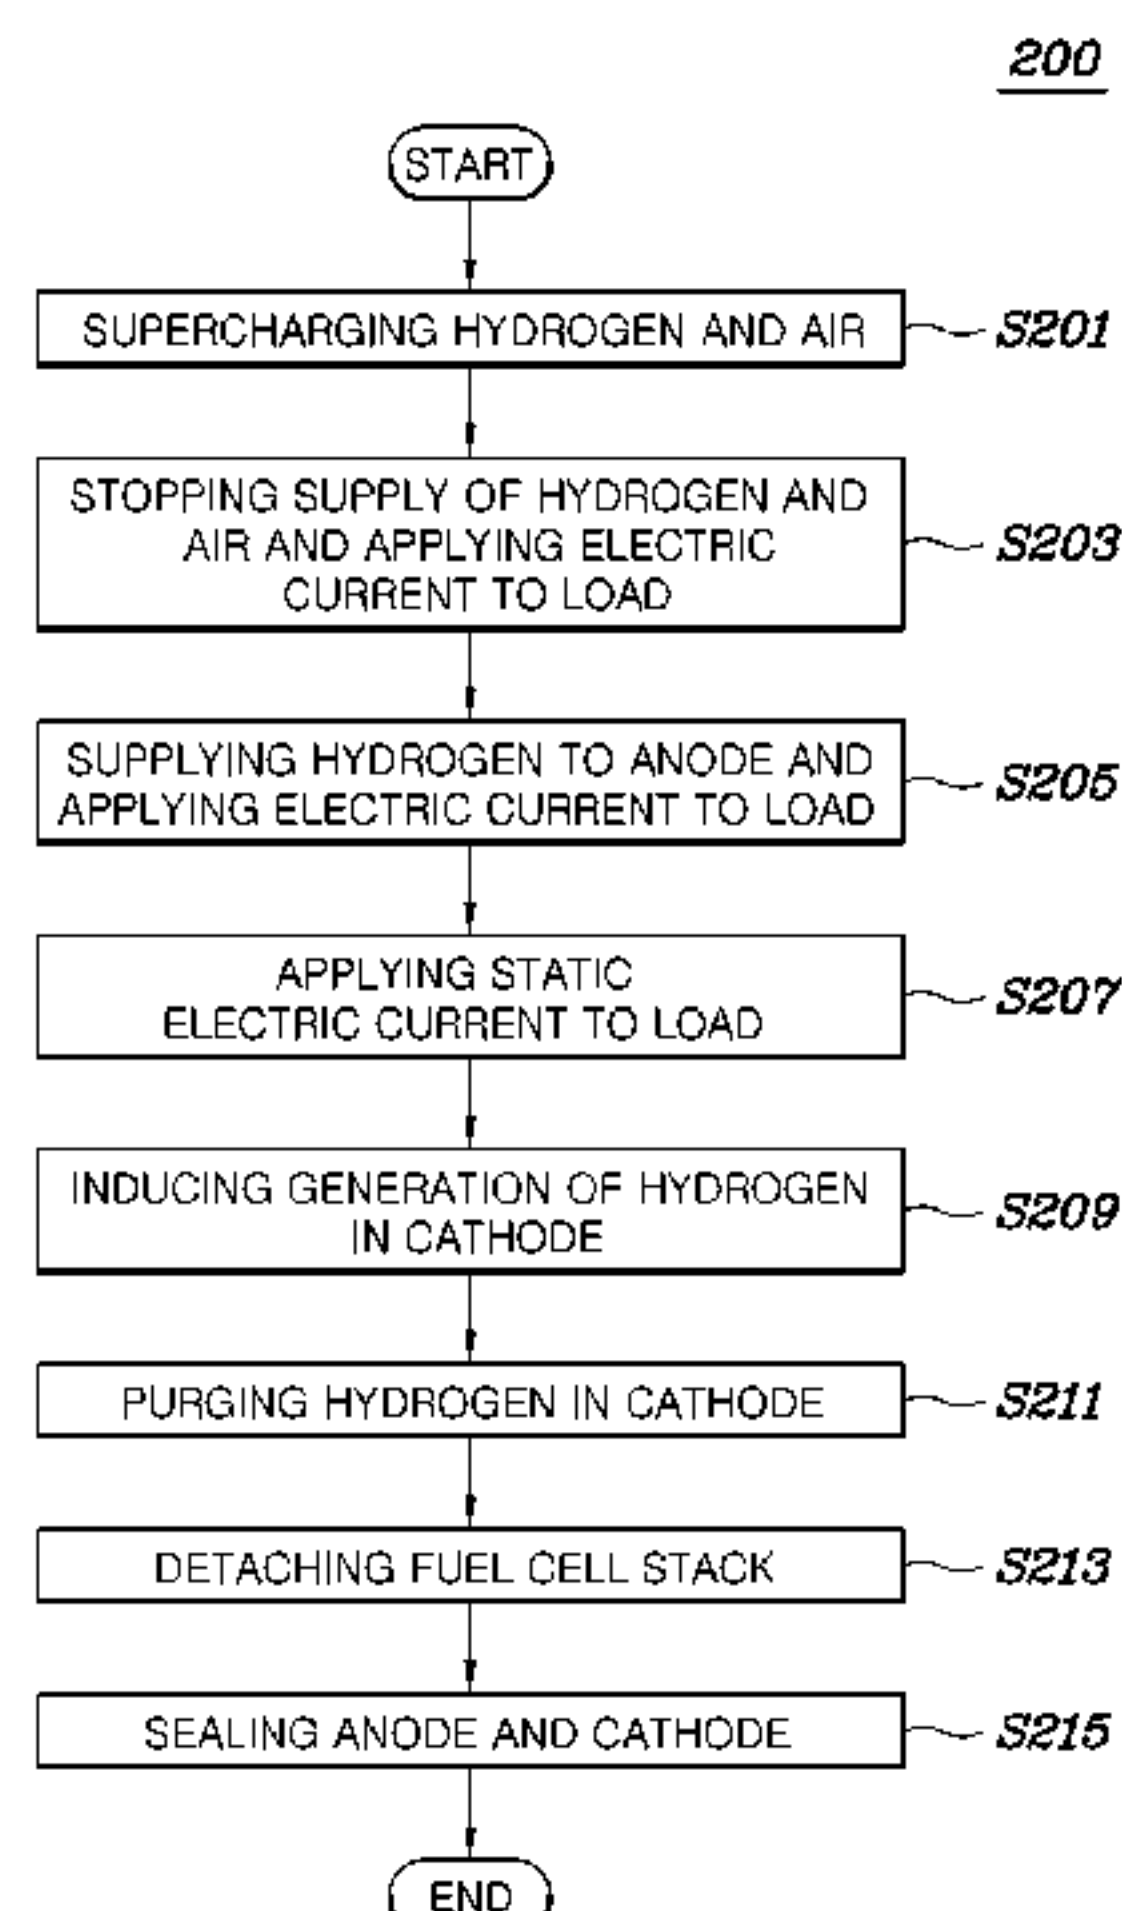 200
START
SUPERCHARGING HYDROGEN AND AIR
S201
STOPPING SUPPLY OF HYDROGEN AND
AIR AND APPLYING ELECTRIC
CURRENT TO LOAD
S203
SUPPLYING HYDROGEN TO ANODE AND
APPLYING ELECTRIC CURRENT TO LOAD
S205
APPLYING STATIC
ELECTRIC CURRENT TO LOAD
S207
INDUCING GENERATION OF HYDROGEN
IN CATHODE
S209
PURGING HYDROGEN IN CATHODE
S211
DETACHING FUEL CELL STACK
S213
SEALING ANODE AND CATHODE
S215
END